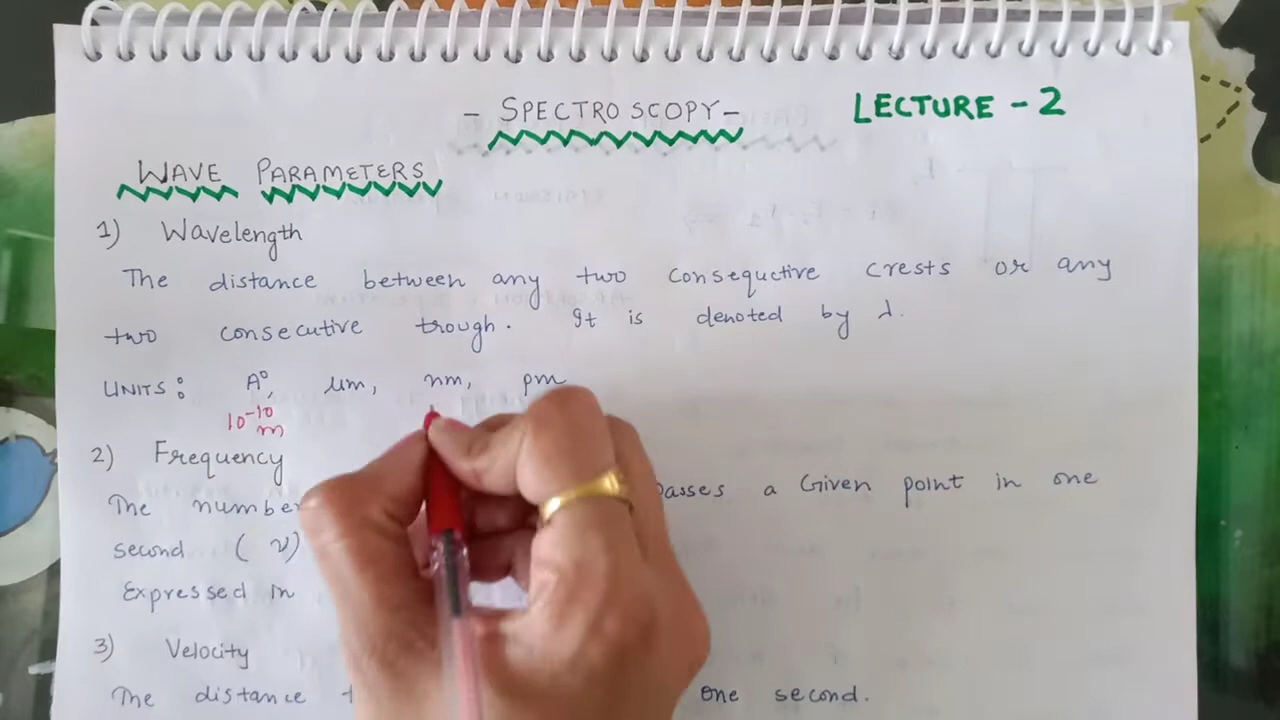 - SPECTROSCOPY - LECTURE - 2
WAVE PARAMETERS
1) Wavelength
The distance between any two consequctive crests or any
two consecutive trough. It is denoted by λ.
UNITS: A°, μm, nm, pm
10⁻¹⁰ m
2) Frequency
The number passes a Given point in one
second (ν)
Expressed in
3) Velocity
The distance one second.